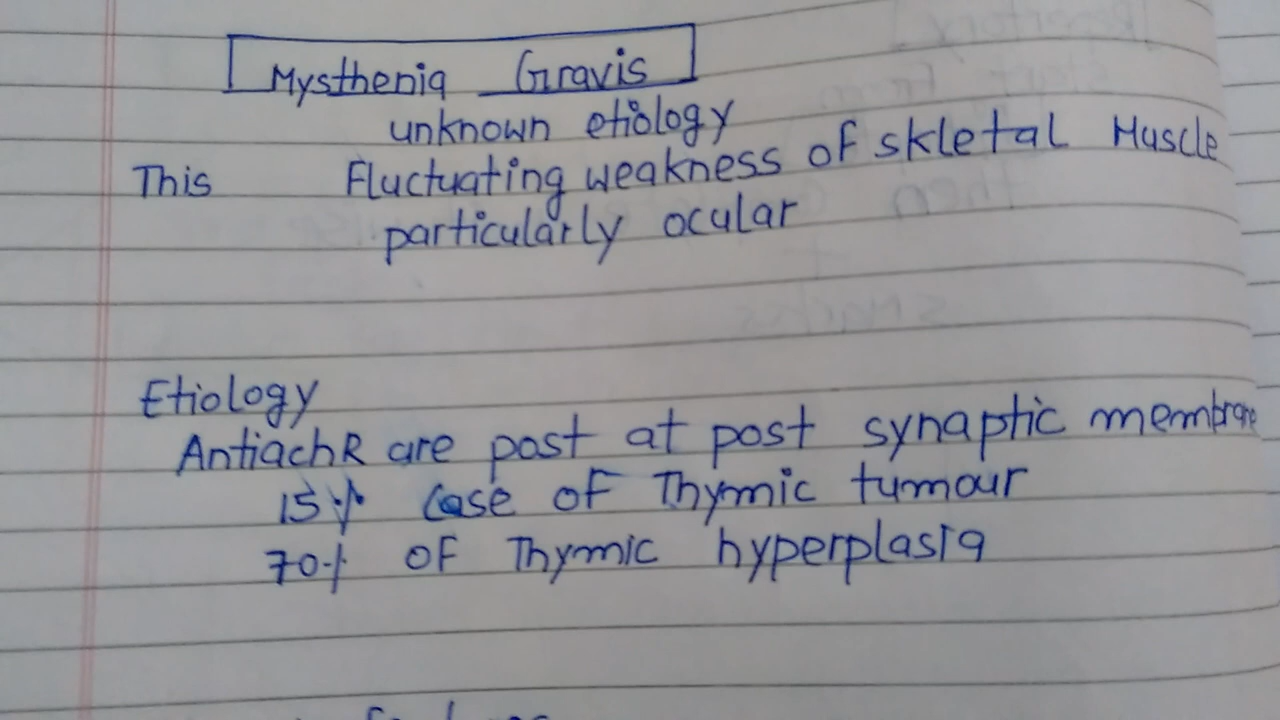 Mysthenia Gravis
unknown etiology
This Fluctuating weakness of skletal Muscle
particularly ocular
Etiology
AntiachR are post at post synaptic membrane
15% Case of Thymic tumour
70% of Thymic hyperplasia